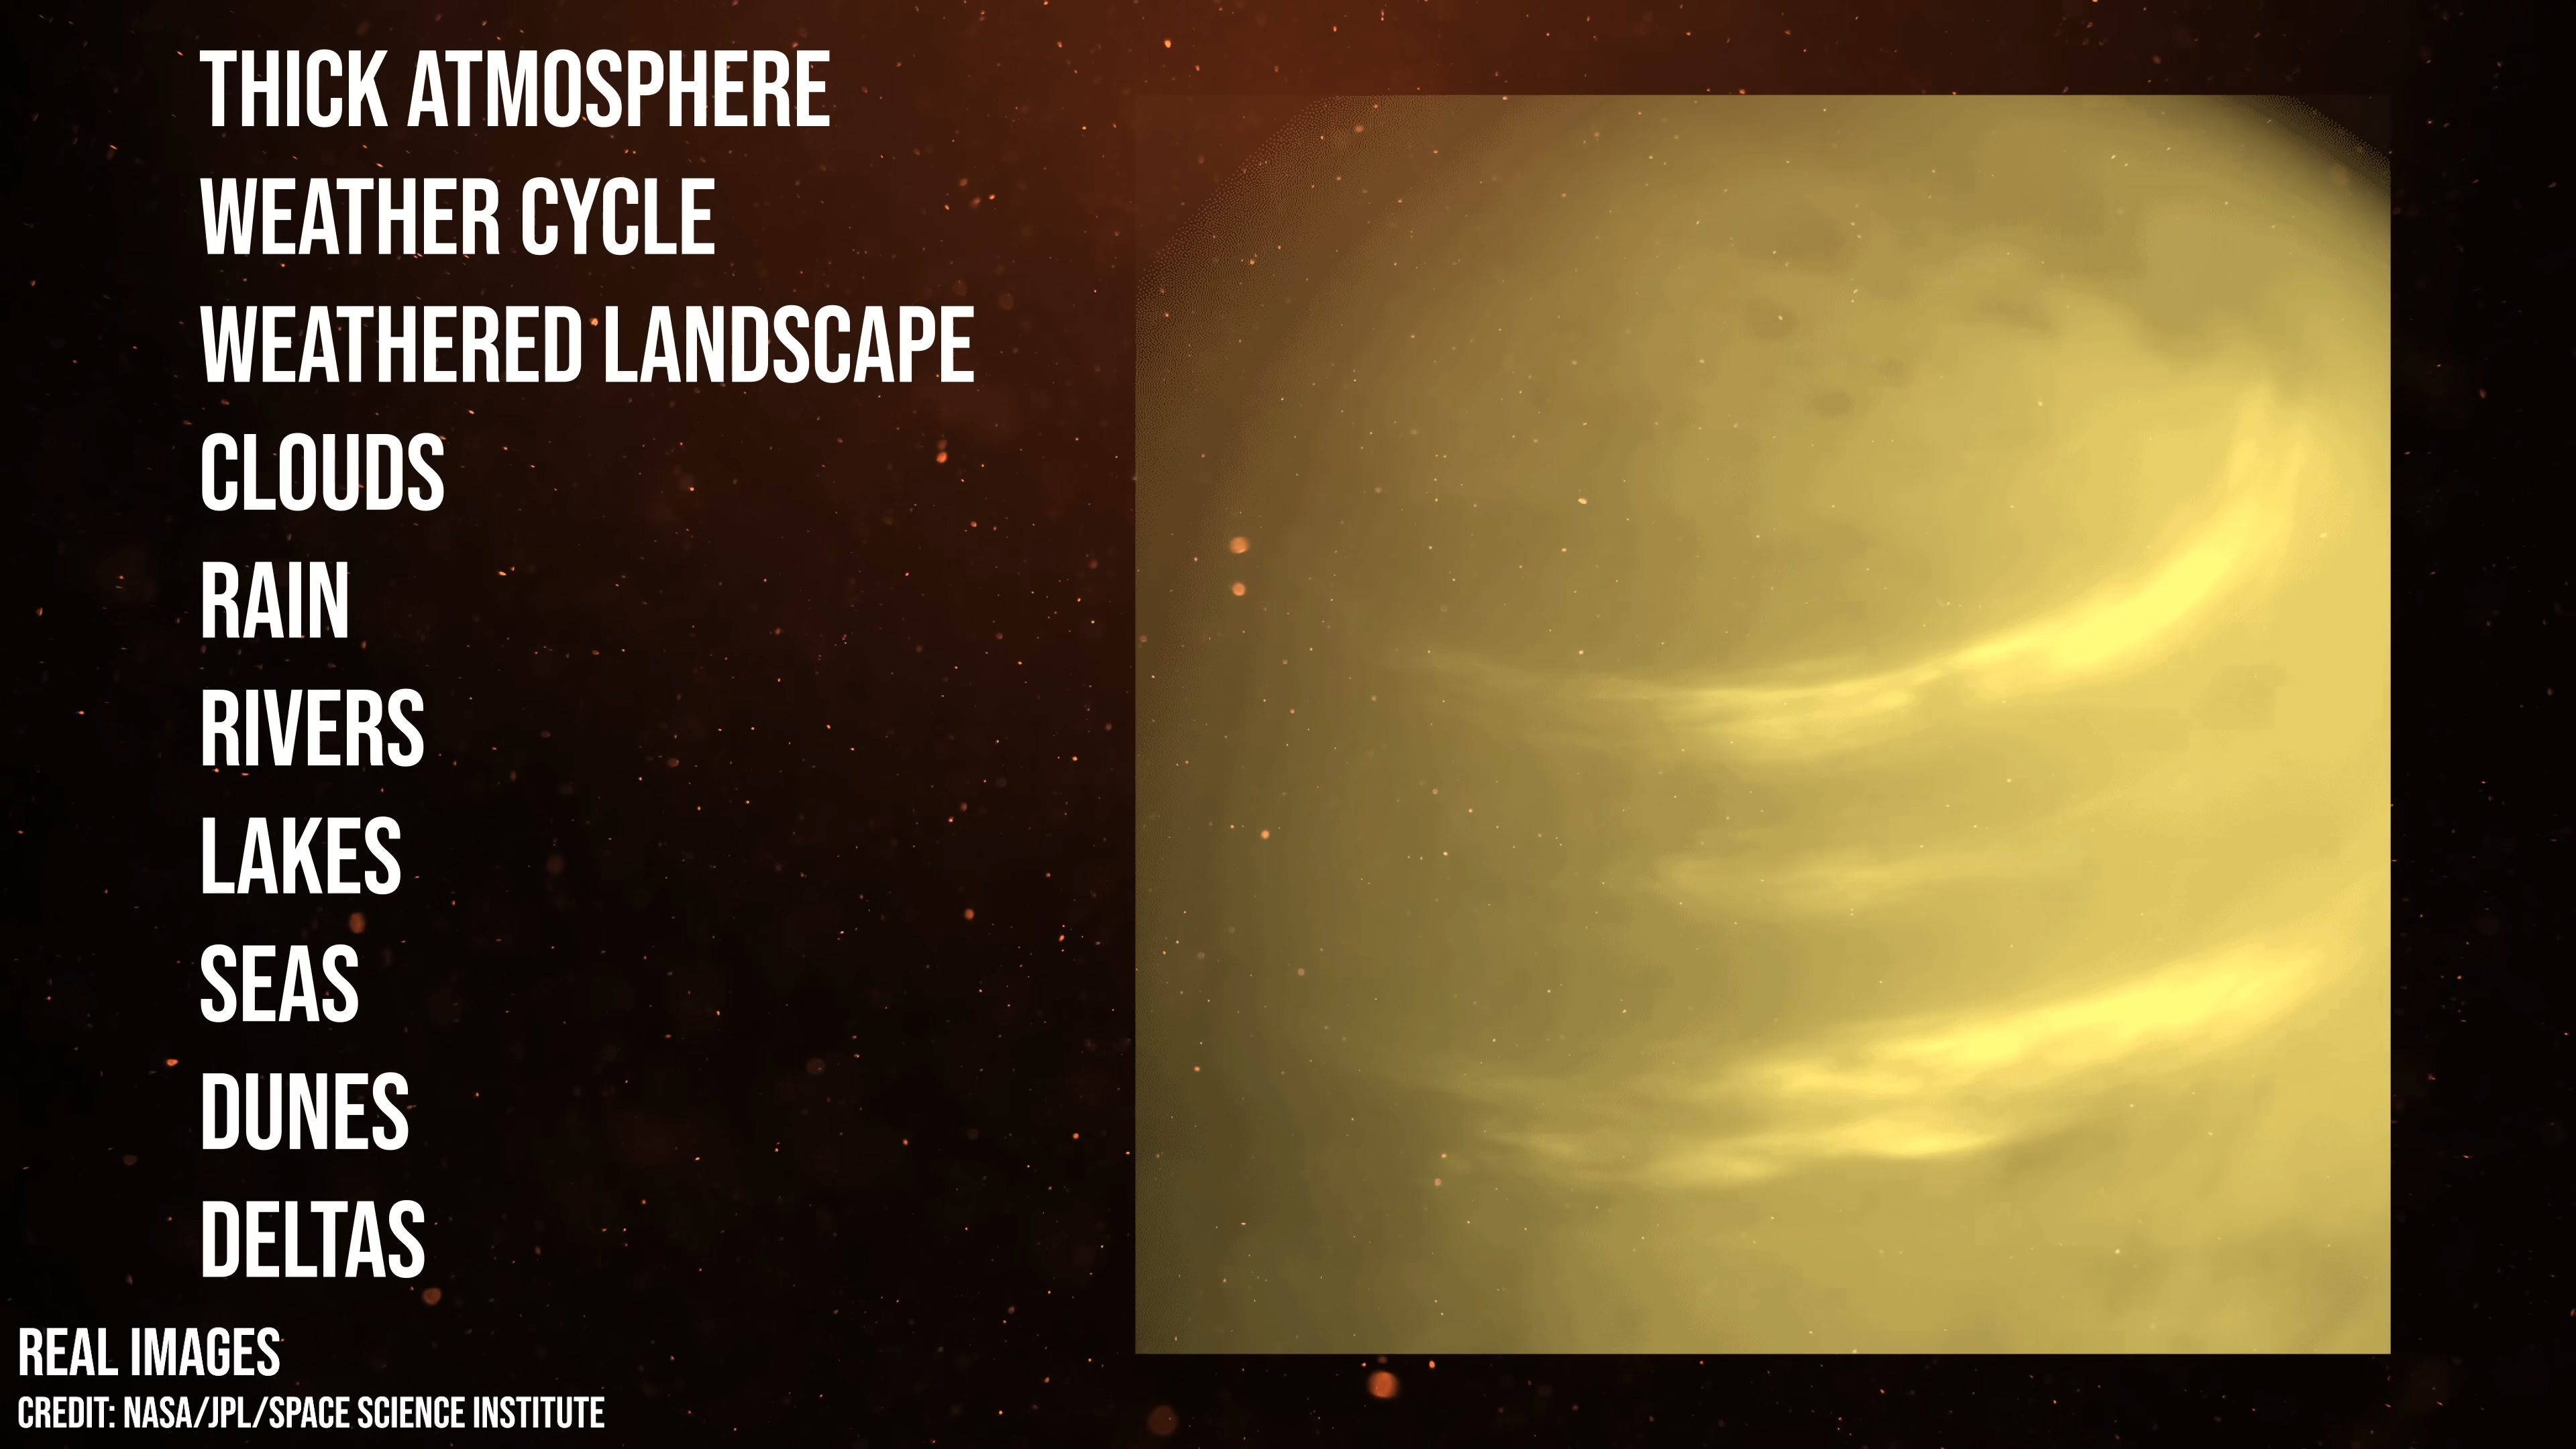 THICK ATMOSPHERE
WEATHER CYCLE
WEATHERED LANDSCAPE
CLOUDS
RAIN
RIVERS
LAKES
SEAS
DUNES
DELTAS
REAL IMAGES
CREDIT: NASA/JPL/SPACE SCIENCE INSTITUTE